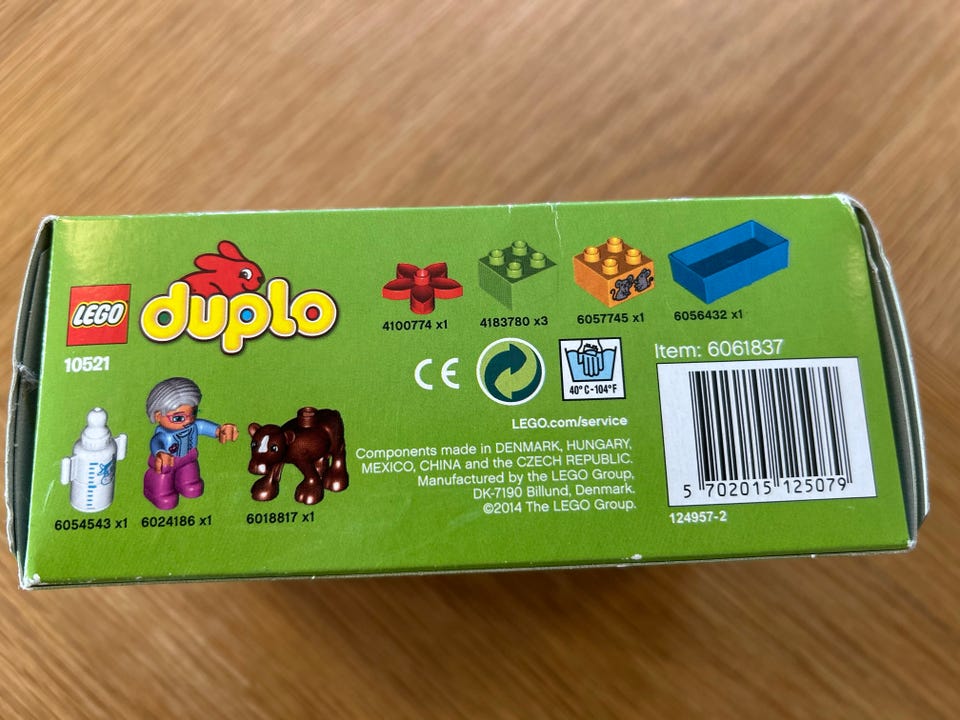 LEGO
duplo
10521
4100774 x1
4183780 x3
6057745 x1
6056432 x1
6054543 x1
6024186 x1
6018817 x1
CE
40°C-104°F
LEGO.com/service
Components made in DENMARK, HUNGARY,
MEXICO, CHINA and the CZECH REPUBLIC.
Manufactured by the LEGO Group,
DK-7190 Billund, Denmark.
©2014 The LEGO Group.
Item: 6061837
5 702015 125079
124957-2